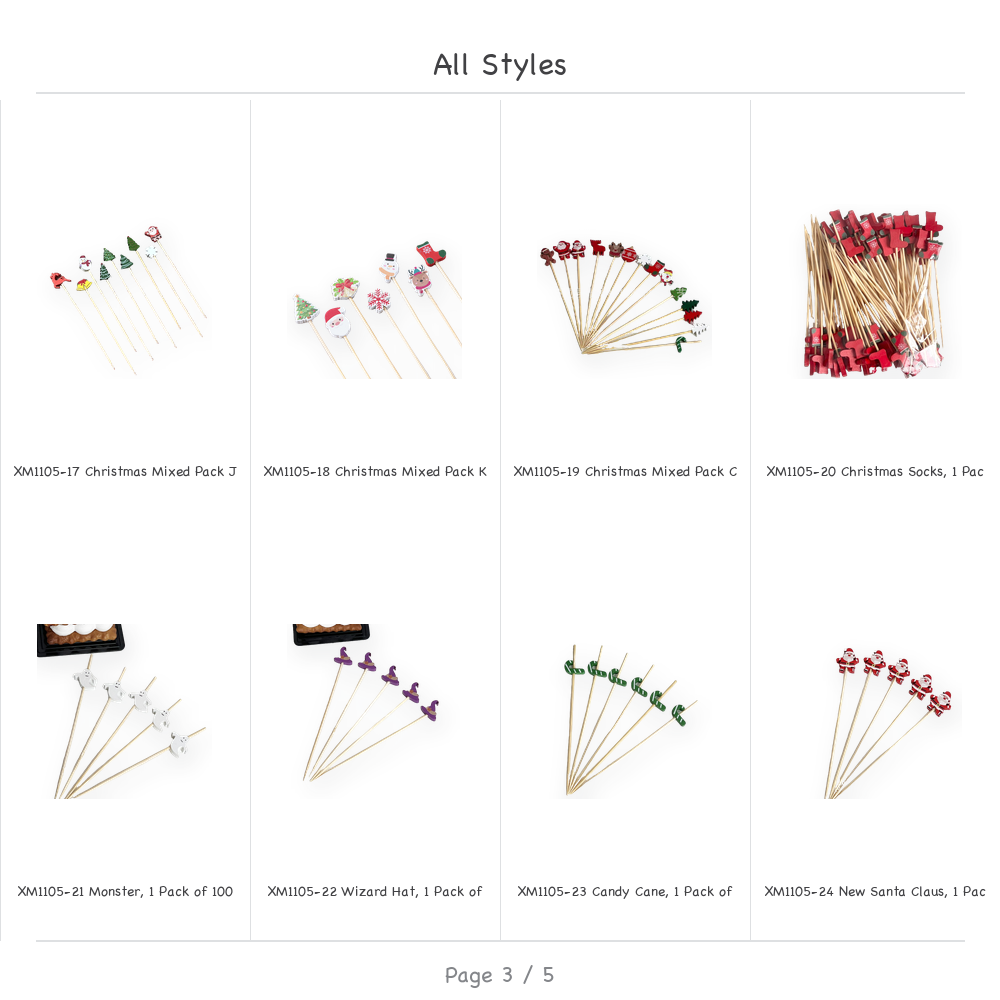 All Styles
XM1105-17 Christmas Mixed Pack J
XM1105-18 Christmas Mixed Pack K
XM1105-19 Christmas Mixed Pack C
XM1105-20 Christmas Socks, 1 Pac
XM1105-21 Monster, 1 Pack of 100
XM1105-22 Wizard Hat, 1 Pack of
XM1105-23 Candy Cane, 1 Pack of
XM1105-24 New Santa Claus, 1 Pac
Page 3 / 5